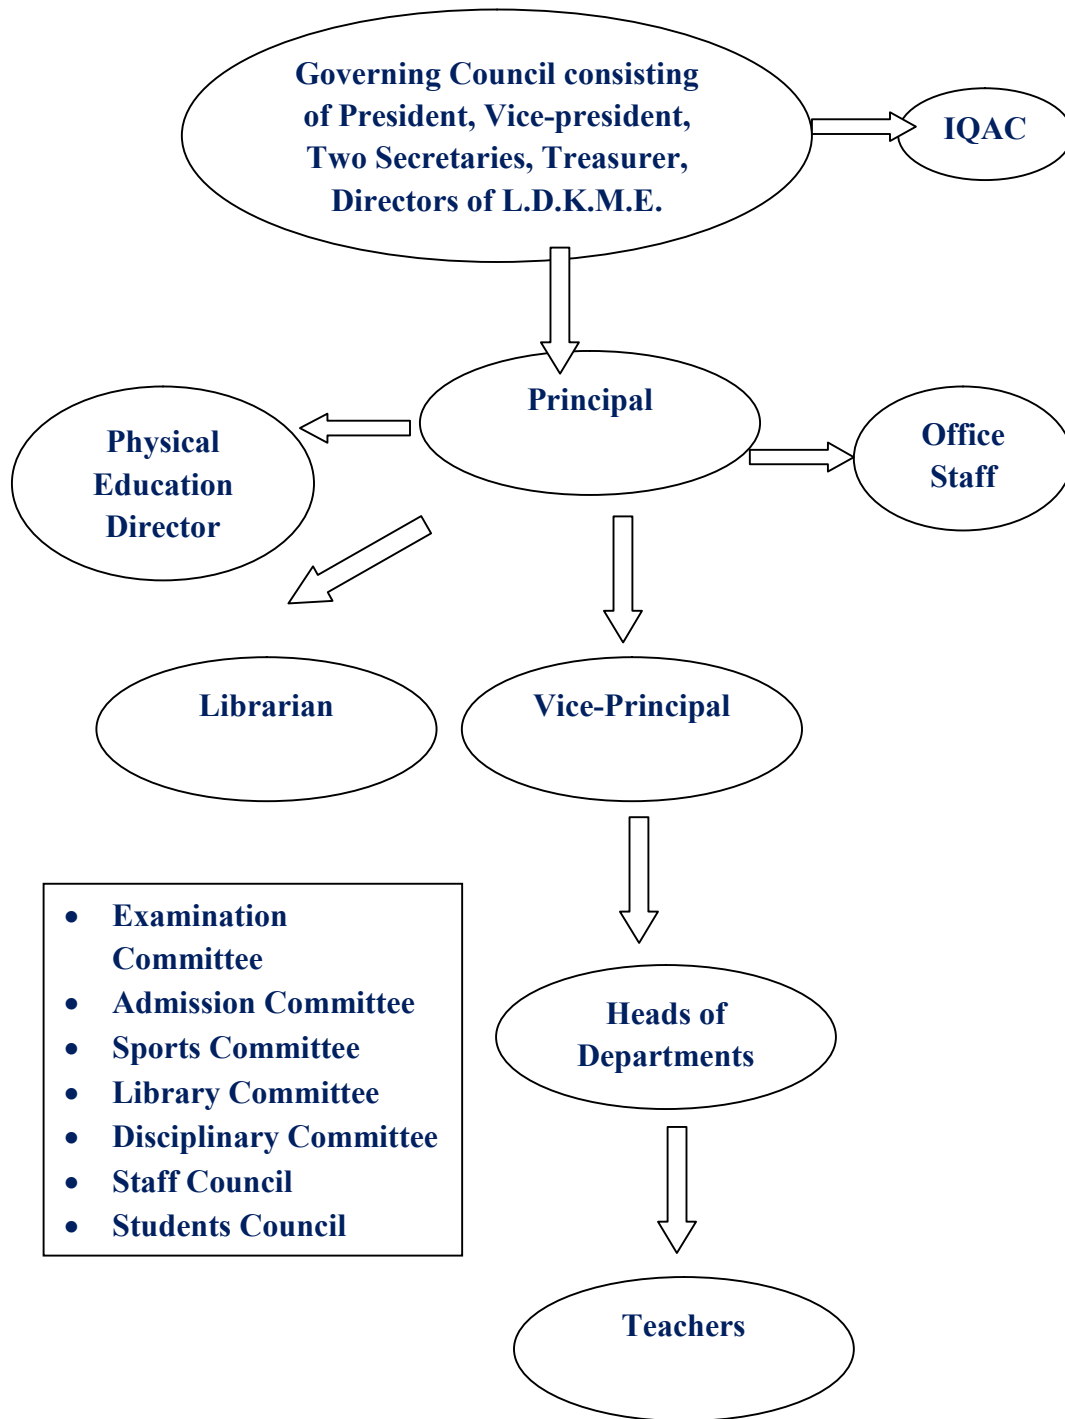 Governing Council consisting
of President, Vice-president,
Two Secretaries, Treasurer,
Directors of L.D.K.M.E.
IQAC
Principal
Physical
Education
Director
Office
Staff
Librarian
Vice-Principal
• Examination
Committee
• Admission Committee
• Sports Committee
• Library Committee
• Disciplinary Committee
• Staff Council
• Students Council
Heads of
Departments
Teachers